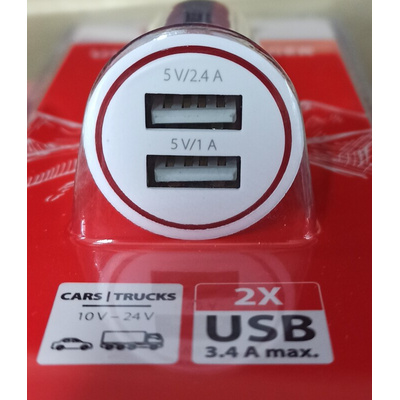 5 V/2.4 A
5 V/1 A
CARS | TRUCKS
10 V – 24 V
2X
USB
3.4 A max.